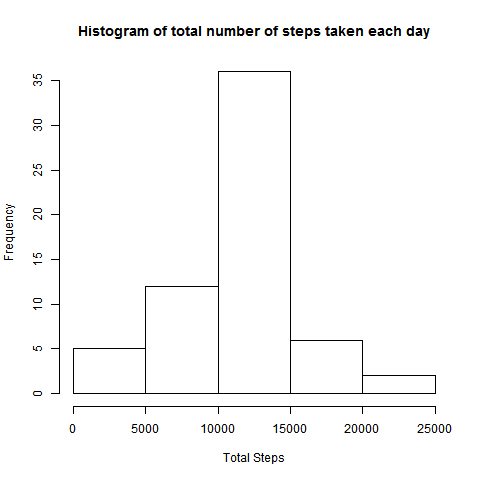 Histogram of total number of steps taken each day
35
30
25
20
15
10
5
0
Frequency
0 5000 10000 15000 20000 25000
Total Steps